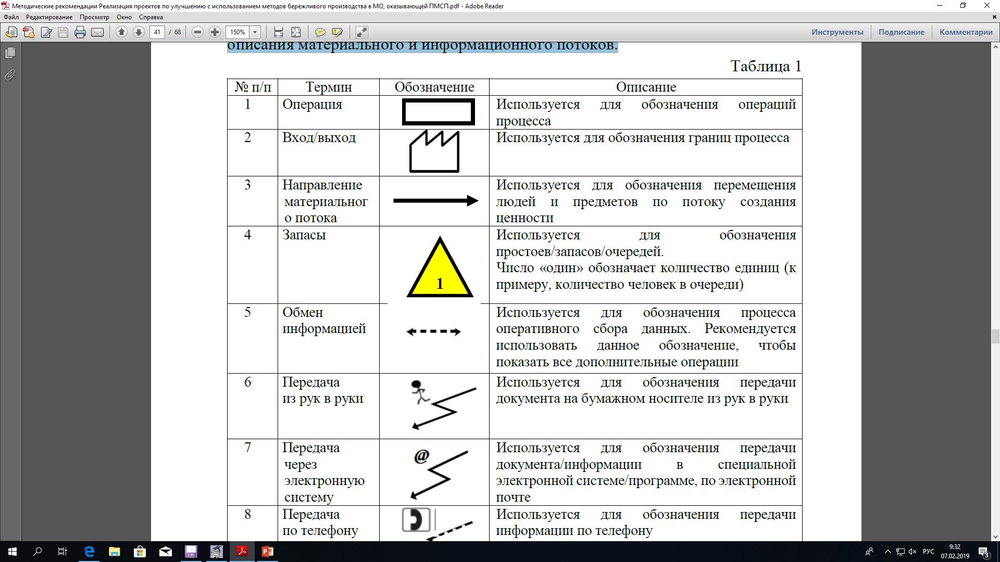 Методические рекомендации Реализация проектов по улучшению с использованием методов бережливого производства в МО, оказывающей ПМСП.pdf - Adobe Reader
Файл Редактирование Просмотр Окно Справка
41 / 68 150% Инструменты Подписание Комментарии
описания материального и информационного потоков.
Таблица 1
№ п/п Термин Обозначение Описание
1 Операция Используется для обозначения операций
процесса
2 Вход/выход Используется для обозначения границ процесса
3 Направление Используется для обозначения перемещения
материальног людей и предметов по потоку создания
о потока ценности
4 Запасы Используется для обозначения
простоев/запасов/очередей.
Число «один» обозначает количество единиц (к
1 примеру, количество человек в очереди)
5 Обмен Используется для обозначения процесса
информацией оперативного сбора данных. Рекомендуется
использовать данное обозначение, чтобы
показать все дополнительные операции
6 Передача Используется для обозначения передачи
из рук в руки документа на бумажном носителе из рук в руки
7 Передача @ Используется для обозначения передачи
через документа/информации в специальной
электронную электронной системе/программе, по электронной
систему почте
8 Передача Используется для обозначения передачи
по телефону информации по телефону
РУС 9:32
07.02.2019 3